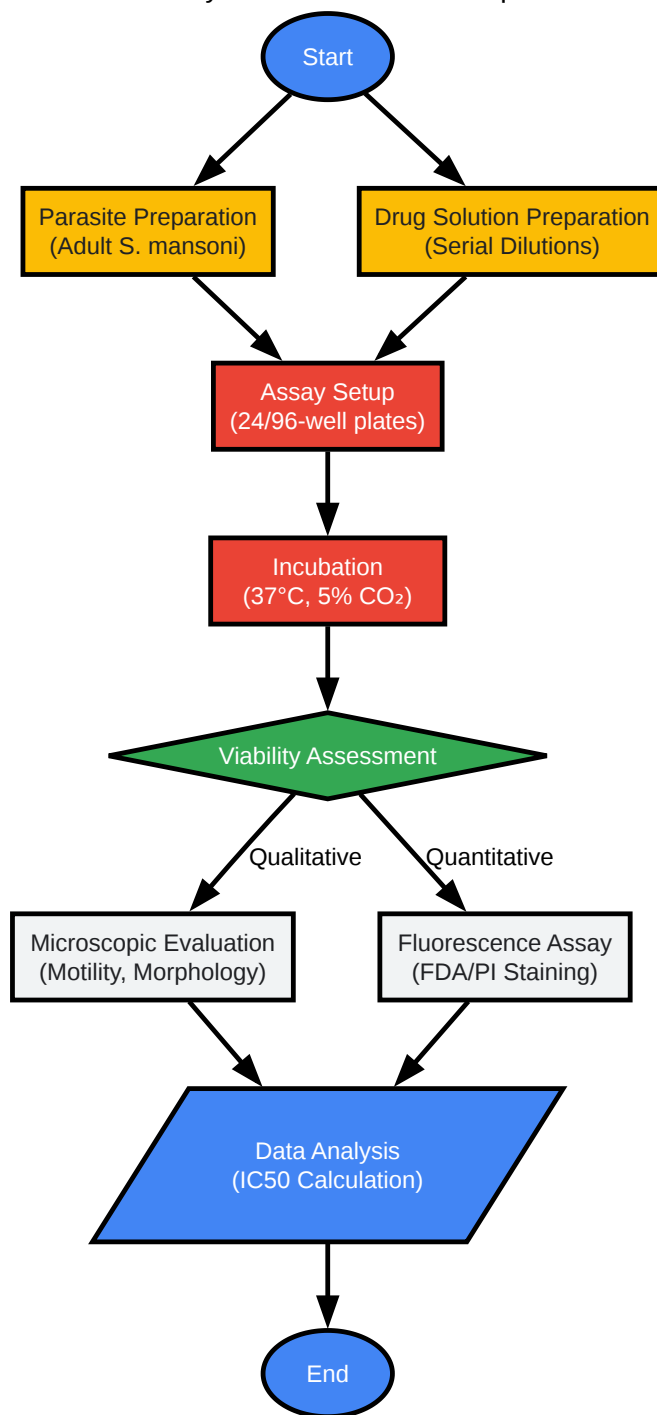 Start
Parasite Preparation
(Adult S. mansoni)
Drug Solution Preparation
(Serial Dilutions)
Assay Setup
(24/96-well plates)
Incubation
(37°C, 5% CO₂)
Viability Assessment
Qualitative
Quantitative
Microscopic Evaluation
(Motility, Morphology)
Fluorescence Assay
(FDA/PI Staining)
Data Analysis
(IC50 Calculation)
End